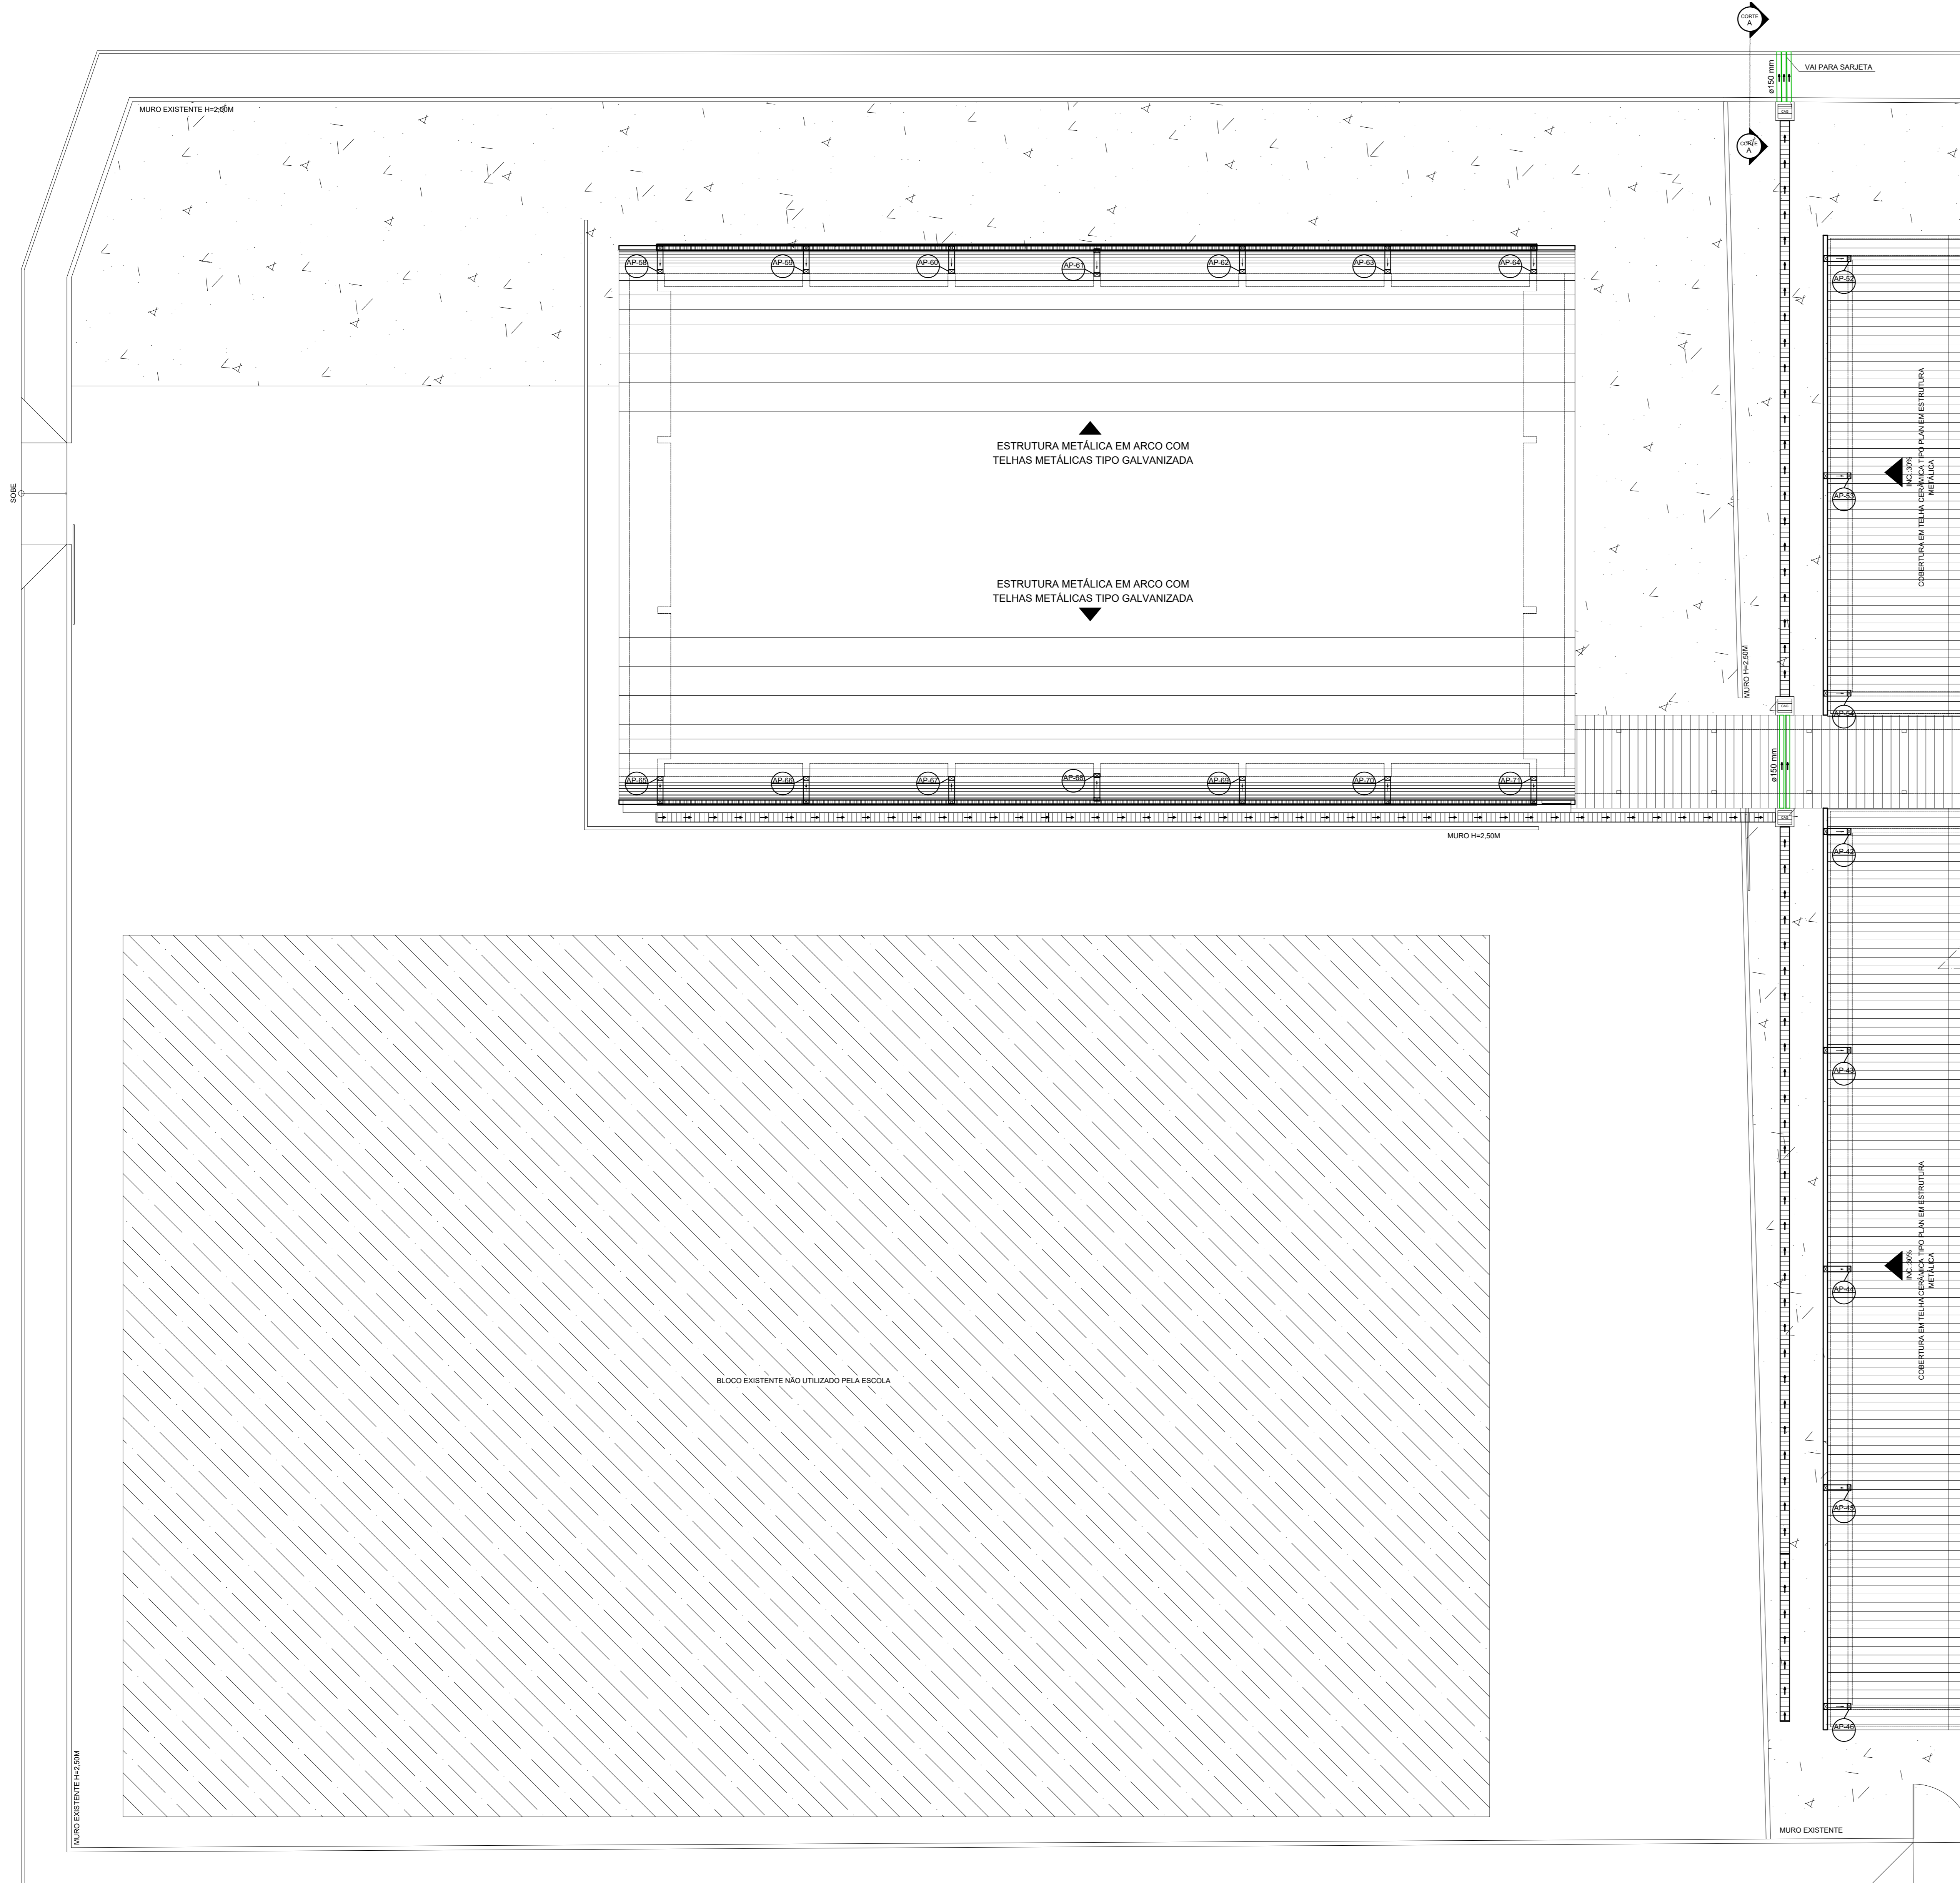 CORTE
A
VAI PARA SARJETA
ø150 mm
CORTE
A
MURO EXISTENTE H=2,50M
AP-58
AP-59
AP-60
AP-61
AP-62
AP-63
AP-64
AP-52
ESTRUTURA METÁLICA EM ARCO COM
TELHAS METÁLICAS TIPO GALVANIZADA
SOBE
AP-53
INC.:30%
COBERTURA EM TELHA CERÂMICA TIPO PLAN EM ESTRUTURA
METÁLICA
ESTRUTURA METÁLICA EM ARCO COM
TELHAS METÁLICAS TIPO GALVANIZADA
MURO H=2,50M
CAG
AP-54
ø150 mm
AP-65
AP-66
AP-67
AP-68
AP-69
AP-70
AP-71
MURO H=2,50M
AP-42
AP-43
INC.:30%
COBERTURA EM TELHA CERÂMICA TIPO PLAN EM ESTRUTURA
METÁLICA
AP-44
BLOCO EXISTENTE NÃO UTILIZADO PELA ESCOLA
AP-45
AP-46
MURO EXISTENTE H=2,50M
MURO EXISTENTE